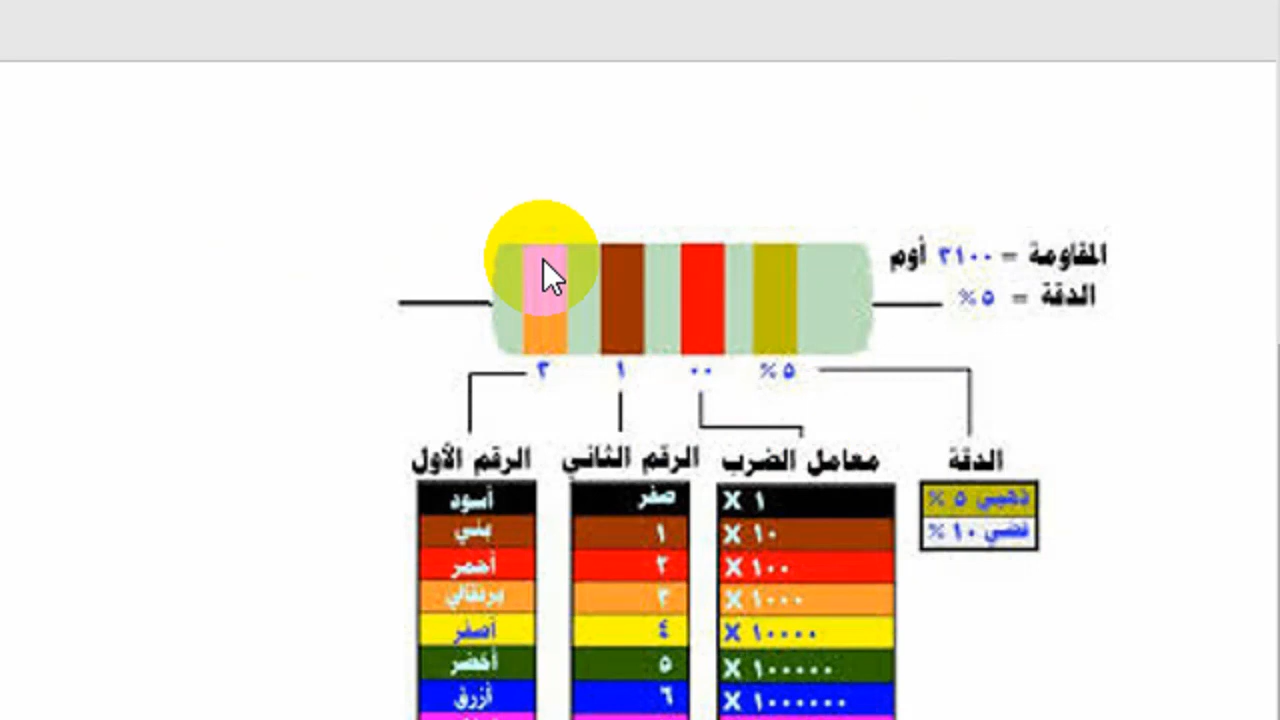 المقاومة = ٣١٠٠ أوم
الدقة = ٥ %
٣ ١ ٠٠ ٥ %
الرقم الأول الرقم الثاني معامل الضرب الدقة
أسود صفر X ١ ذهبي ٥ %
بني ١ X ١٠ فضي ١٠ %
أحمر ٢ X ١٠٠
برتقالي ٣ X ١٠٠٠
أصفر ٤ X ١٠٠٠٠
أخضر ٥ X ١٠٠٠٠٠
أزرق ٦ X ١٠٠٠٠٠٠